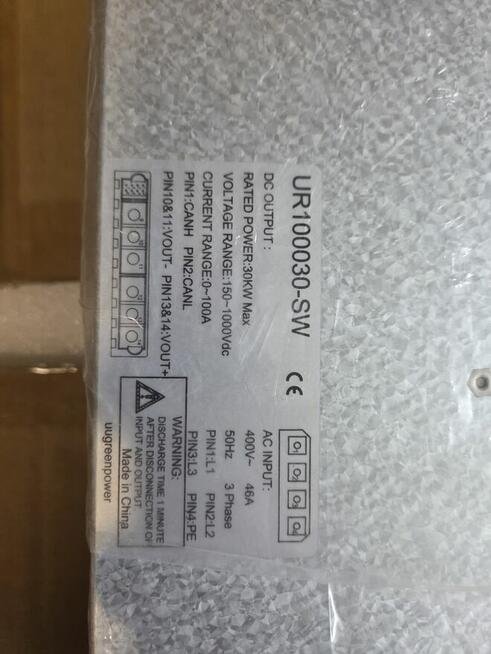 UR100030-SW
CE
DC OUTPUT :
RATED POWER:30KW Max
VOLTAGE RANGE:150~1000Vdc
CURRENT RANGE:0~100A
PIN1:CANH PIN2:CANL
PIN10&11:VOUT- PIN13&14:VOUT+
AC INPUT:
400V~ 46A
50Hz 3 Phase
PIN1:L1 PIN2:L2
PIN3:L3 PIN4:PE
WARNING:
DISCHARGE TIME 1 MINUTE
AFTER DISCONNECTION OF
INPUT AND OUTPUT
Made in China
uugreenpower